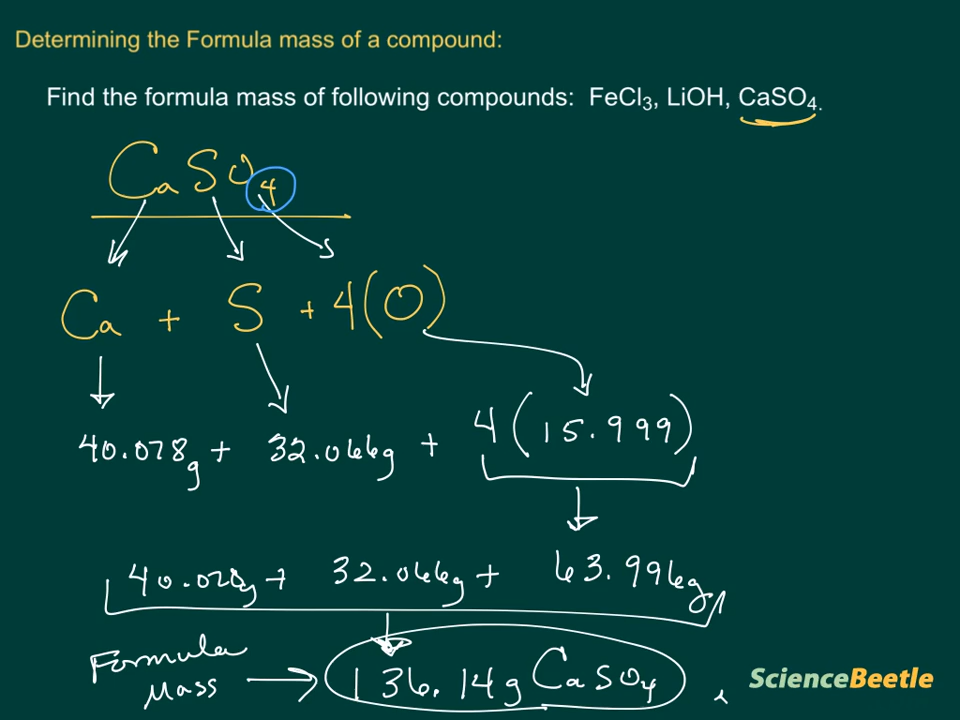 Determining the Formula mass of a compound:
Find the formula mass of following compounds: FeCl₃, LiOH, CaSO₄.
CaSO₄
Ca + S + 4(O)
40.078g + 32.066g + 4(15.999)
40.078g + 32.066g + 63.996g
Formula
Mass → 136.14g CaSO₄
ScienceBeetle